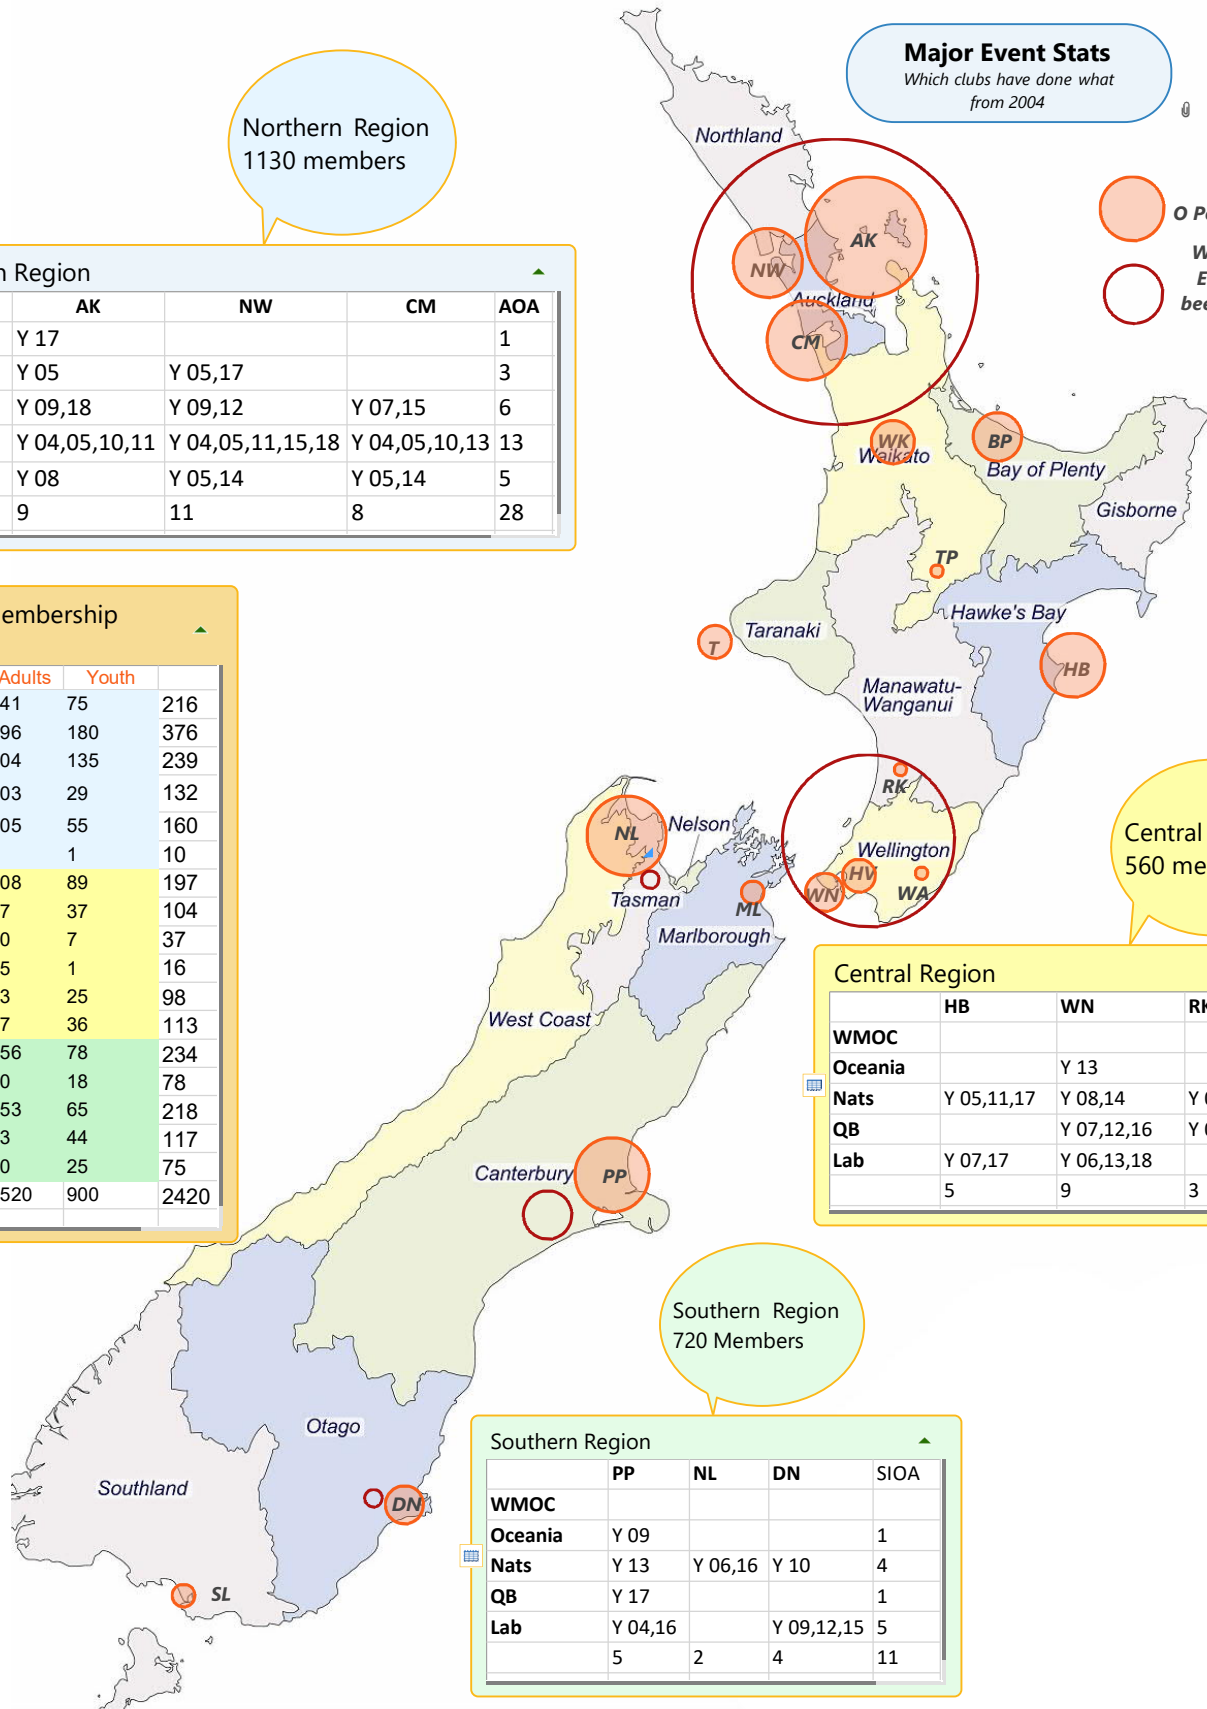 Major Event Stats
Which clubs have done what
from 2004
Northern Region
1130 members
Northland
O
W
E
AK
NW
Auckland
CM
WK
Waikato
BP
Bay of Plenty
Gisborne
TP
Hawke's Bay
Taranaki
T
HB
Manawatu-
Wanganui
RK
Wellington
HV
WN
WA
n Region
AK NW CM AOA
Y 17 1
Y 05 Y 05,17 3
Y 09,18 Y 09,12 Y 07,15 6
Y 04,05,10,11 Y 04,05,11,15,18 Y 04,05,10,13 13
Y 08 Y 05,14 Y 05,14 5
9 11 8 28
embership
Adults Youth
41 75 216
96 180 376
04 135 239
03 29 132
05 55 160
1 10
08 89 197
7 37 104
0 7 37
5 1 16
3 25 98
7 36 113
56 78 234
0 18 78
53 65 218
3 44 117
0 25 75
520 900 2420
NL
Nelson
Tasman
ML
Marlborough
West Coast
Canterbury
PP
Otago
Southland
DN
SL
Central
560 me
Central Region
HB WN RK
WMOC
Oceania Y 13
Nats Y 05,11,17 Y 08,14 Y 0
QB Y 07,12,16 Y 0
Lab Y 07,17 Y 06,13,18
5 9 3
Southern Region
720 Members
Southern Region
PP NL DN SIOA
WMOC
Oceania Y 09 1
Nats Y 13 Y 06,16 Y 10 4
QB Y 17 1
Lab Y 04,16 Y 09,12,15 5
5 2 4 11